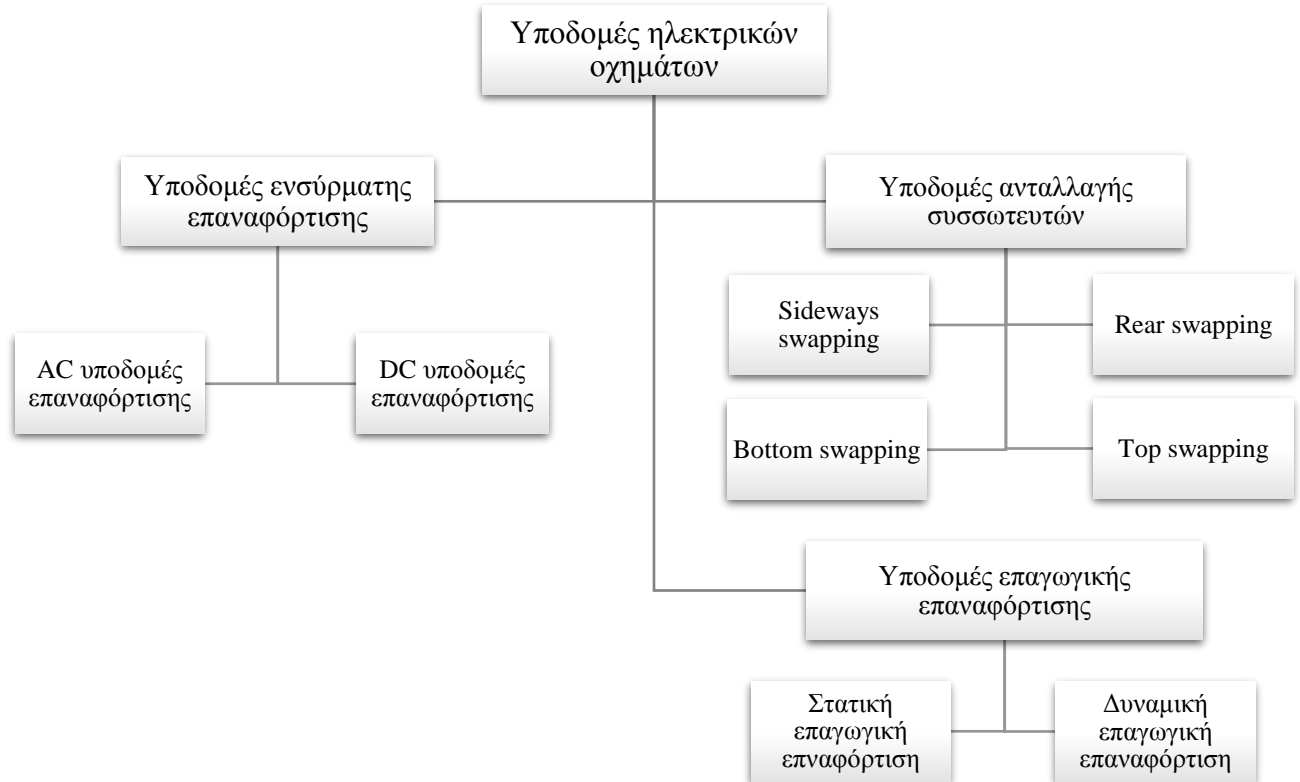 Υποδομές ηλεκτρικών
οχημάτων
Υποδομές ενσύρματης
επαναφόρτισης
Υποδομές ανταλλαγής
συσσωτευτών
Sideways
swapping
Rear swapping
AC υποδομές
επαναφόρτισης
DC υποδομές
επαναφόρτισης
Bottom swapping
Top swapping
Υποδομές επαγωγικής
επαναφόρτισης
Στατική
επαγωγική
επναφόρτιση
Δυναμική
επαγωγική
επαναφόρτιση